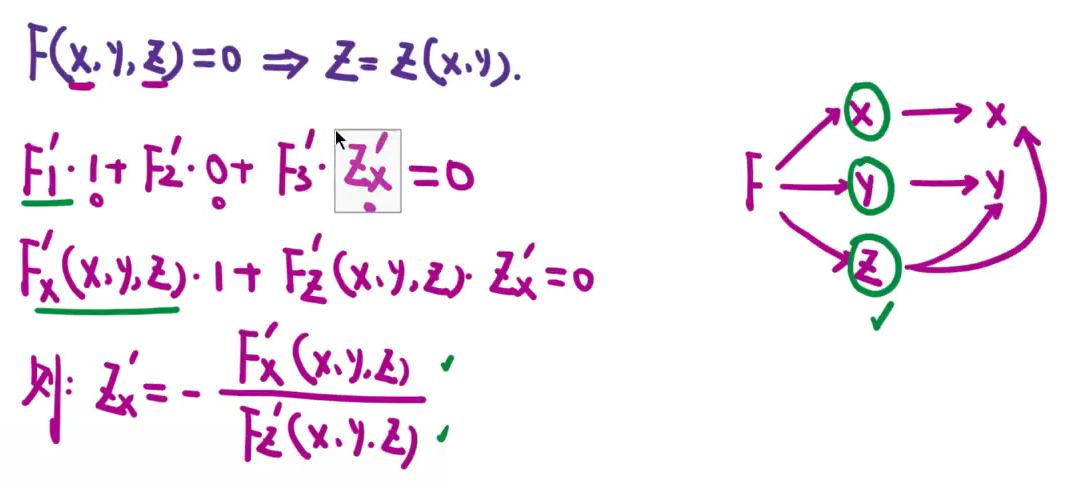 F(x,y,z)=0 ⇒ z=z(x,y).
F₁′·1+F₂′·0+F₃′·Zx′=0
Fx′(x,y,z)·1+Fz′(x,y,z)·Zx′=0
则: Zx′=-Fx′(x,y,z)/Fz′(x,y,z)
x → x
F y → y
z